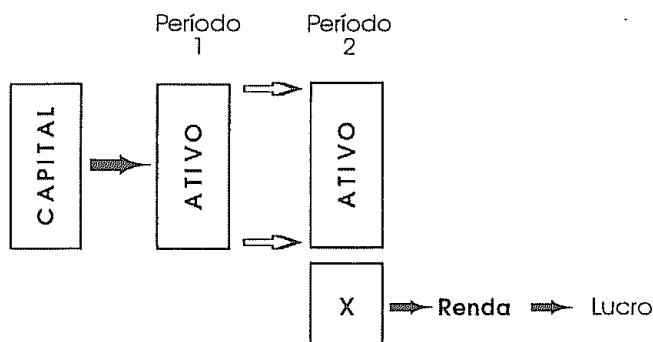 Período
1
Período
2
CAPITAL
ATIVO
ATIVO
X
Renda
Lucro